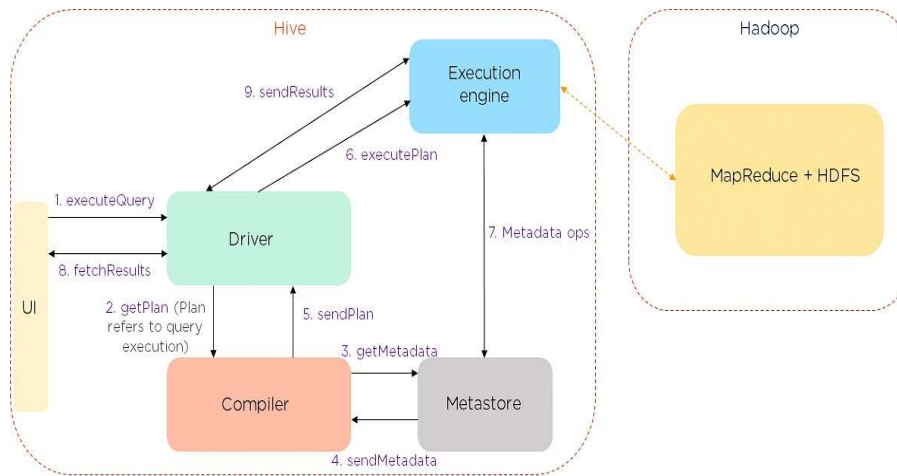 Hive
Hadoop
Execution
engine
9. sendResults
6. executePlan
MapReduce + HDFS
1. executeQuery
Driver
7. Metadata ops
8. fetchResults
UI
2. getPlan (Plan
refers to query
execution)
5. sendPlan
3. getMetadata
Compiler
Metastore
4. sendMetadata